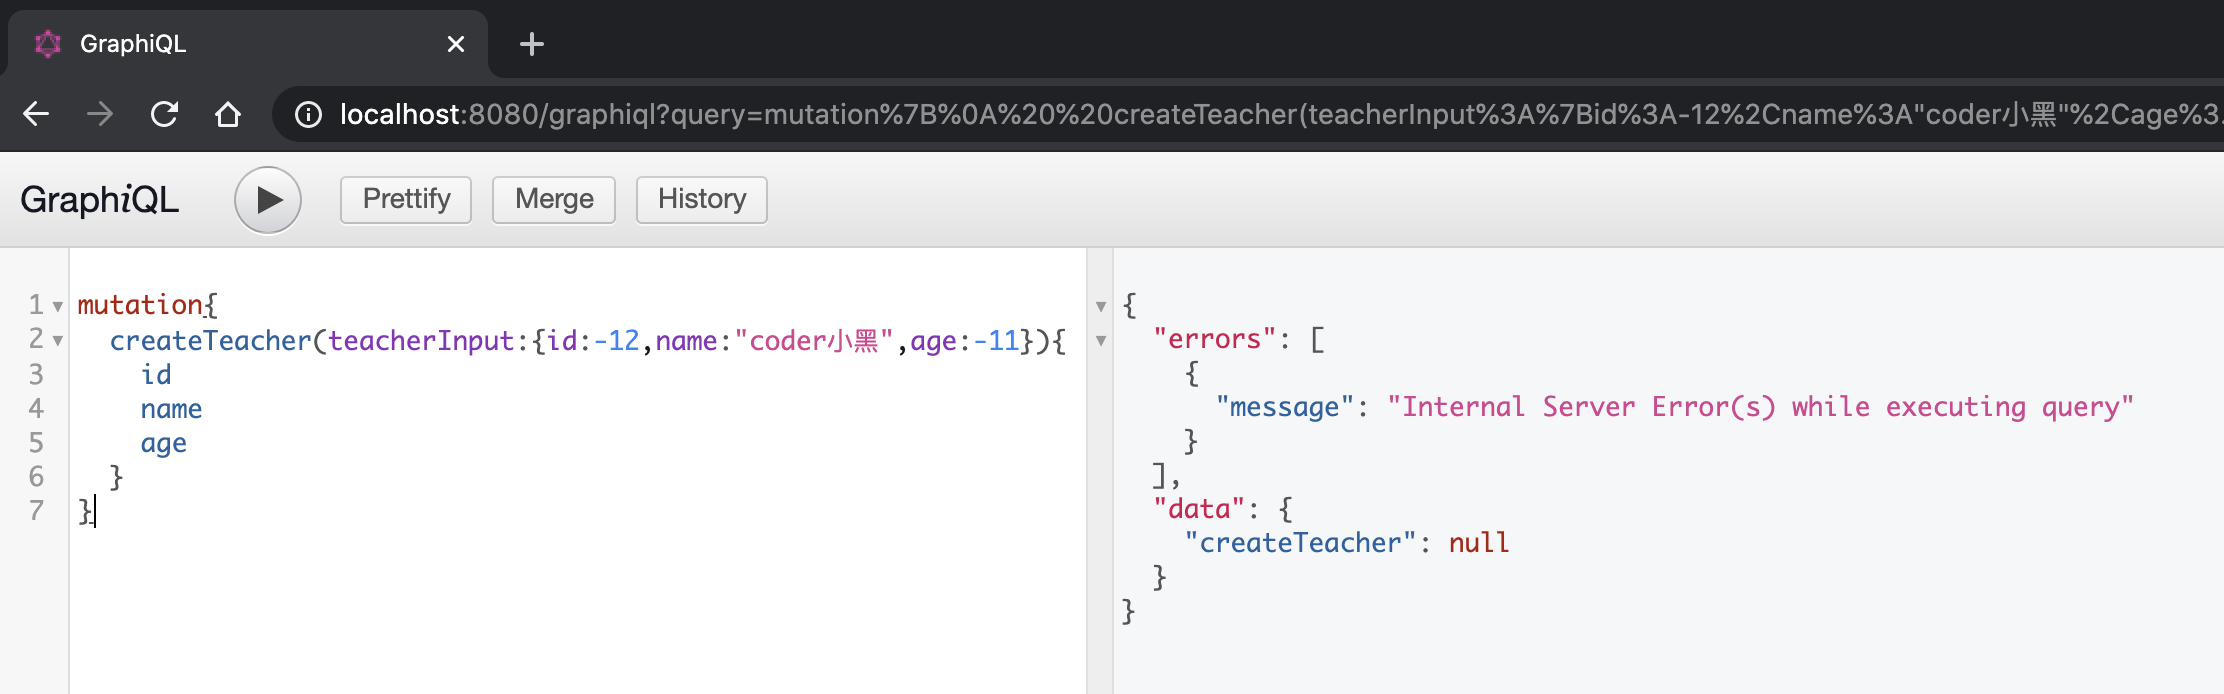 GraphiQL
localhost:8080/graphiql?query=mutation%7B%0A%20%20createTeacher(teacherInput%3A%7Bid%3A-12%2Cname%3A"coder小黑"%2Cage%3.
GraphiQL Prettify Merge History
1 mutation{
2 createTeacher(teacherInput:{id:-12,name:"coder小黑",age:-11}){
3 id
4 name
5 age
6 }
7 }
{
"errors": [
{
"message": "Internal Server Error(s) while executing query"
}
],
"data": {
"createTeacher": null
}
}